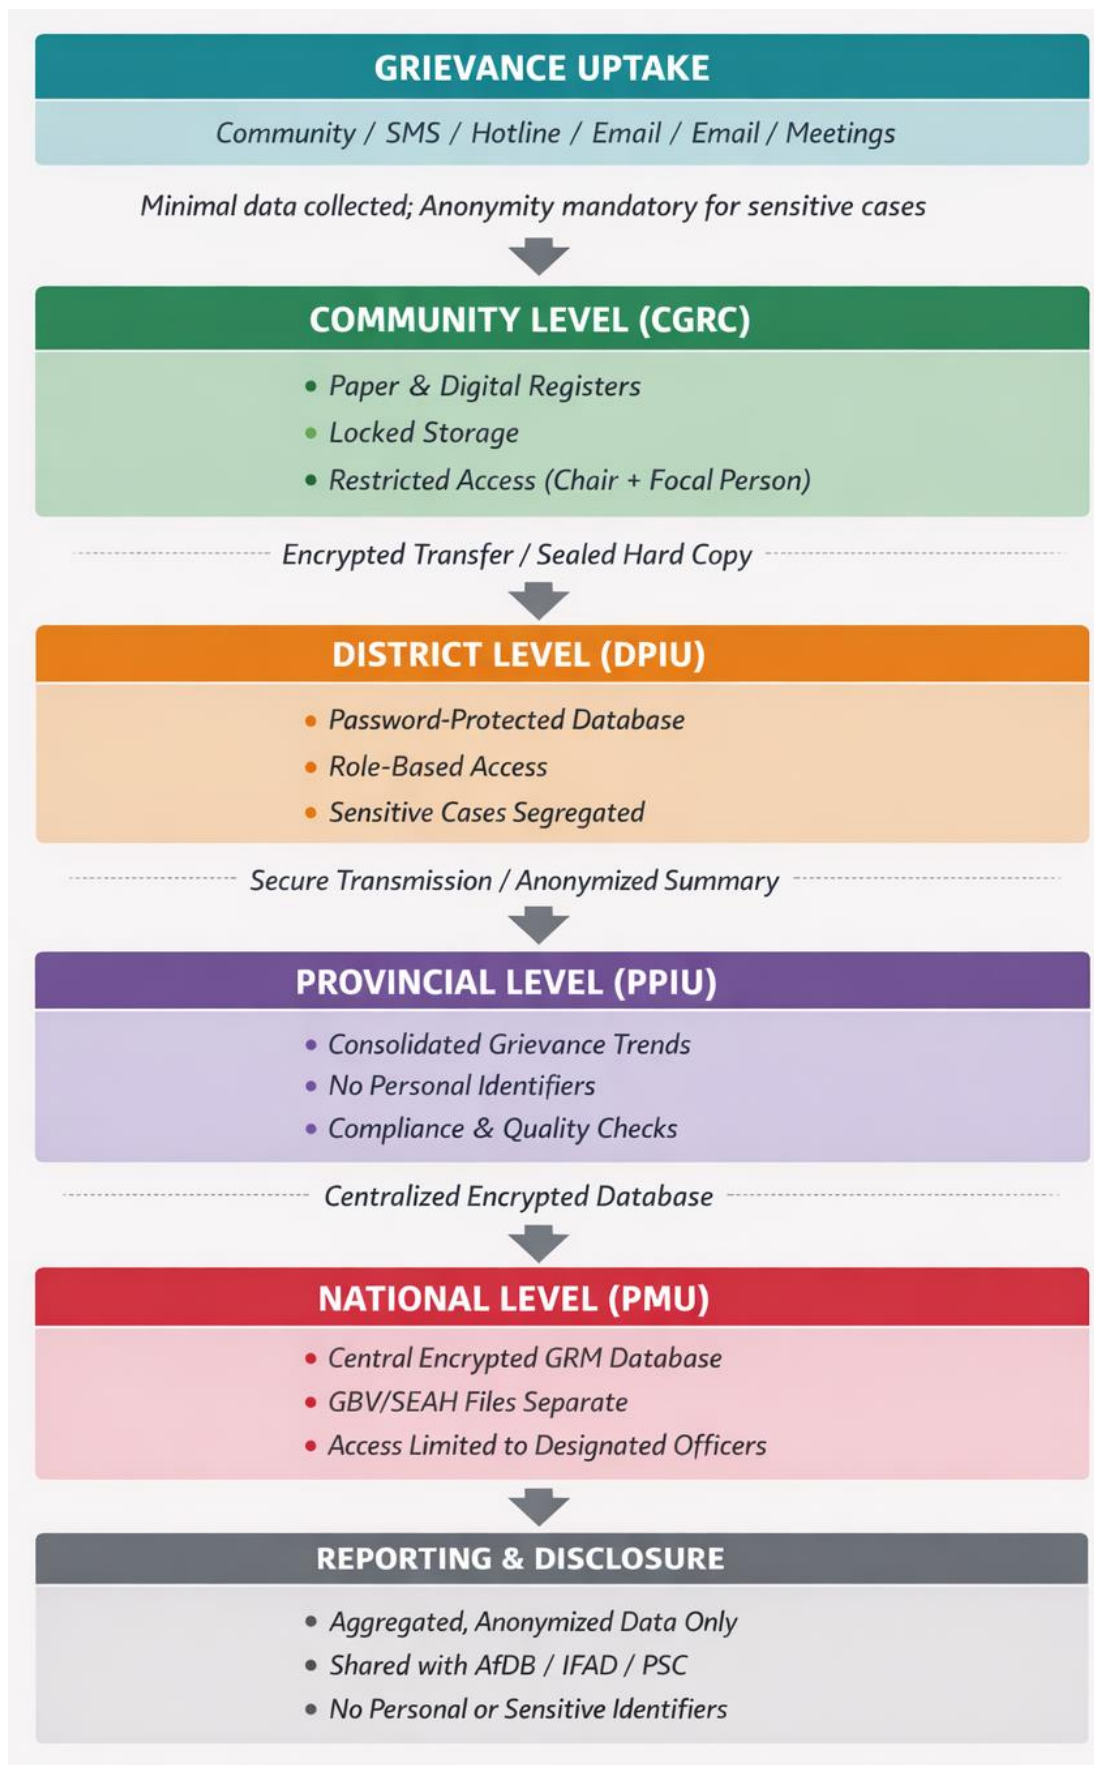 GRIEVANCE UPTAKE
Community / SMS / Hotline / Email / Email / Meetings
Minimal data collected; Anonymity mandatory for sensitive cases
COMMUNITY LEVEL (CGRC)
• Paper & Digital Registers
• Locked Storage
• Restricted Access (Chair + Focal Person)
Encrypted Transfer / Sealed Hard Copy
DISTRICT LEVEL (DPIU)
• Password-Protected Database
• Role-Based Access
• Sensitive Cases Segregated
Secure Transmission / Anonymized Summary
PROVINCIAL LEVEL (PPIU)
• Consolidated Grievance Trends
• No Personal Identifiers
• Compliance & Quality Checks
Centralized Encrypted Database
NATIONAL LEVEL (PMU)
• Central Encrypted GRM Database
• GBV/SEAH Files Separate
• Access Limited to Designated Officers
REPORTING & DISCLOSURE
• Aggregated, Anonymized Data Only
• Shared with AfDB / IFAD / PSC
• No Personal or Sensitive Identifiers